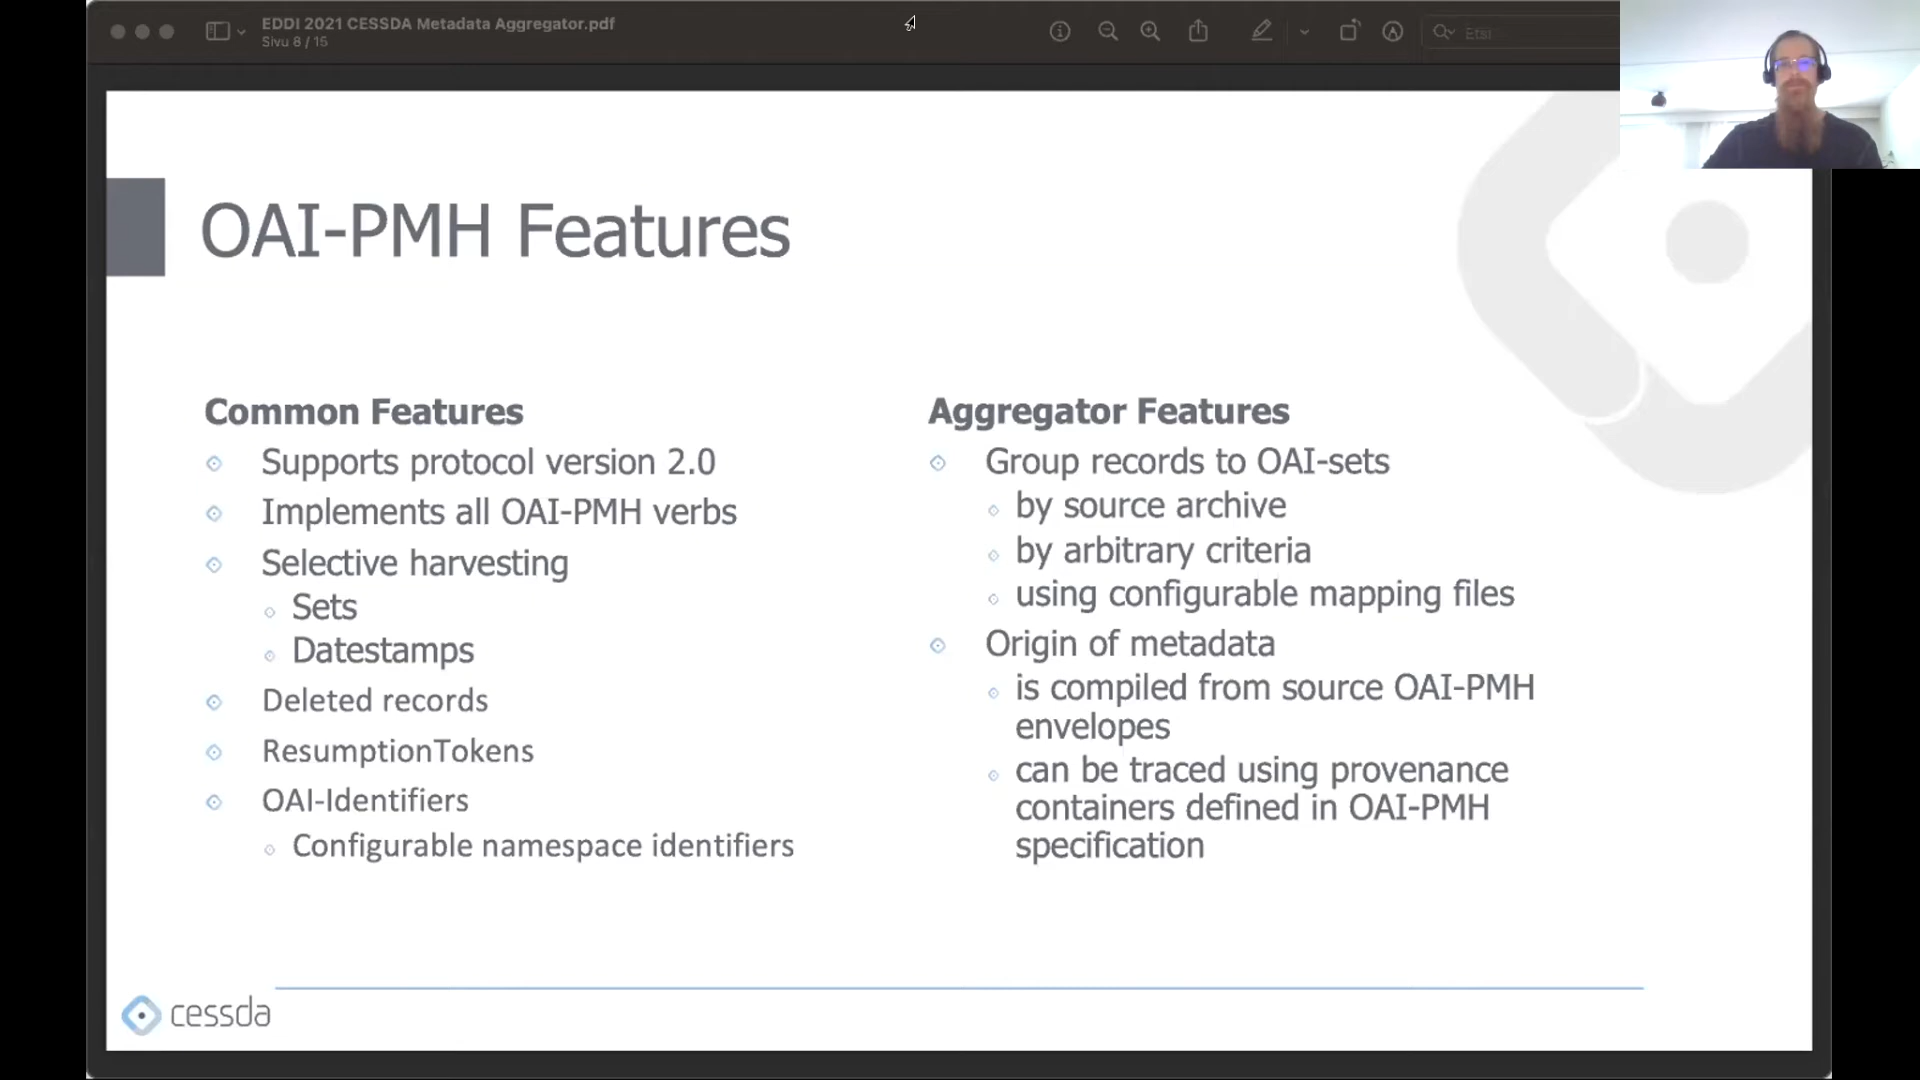 EDDI 2021 CESSDA Metadata Aggregator.pdf
Sivu 8 / 15
Etsi
OAI-PMH Features
Common Features
Supports protocol version 2.0
Implements all OAI-PMH verbs
Selective harvesting
Sets
Datestamps
Deleted records
ResumptionTokens
OAI-Identifiers
Configurable namespace identifiers
Aggregator Features
Group records to OAI-sets
by source archive
by arbitrary criteria
using configurable mapping files
Origin of metadata
is compiled from source OAI-PMH
envelopes
can be traced using provenance
containers defined in OAI-PMH
specification
cessda